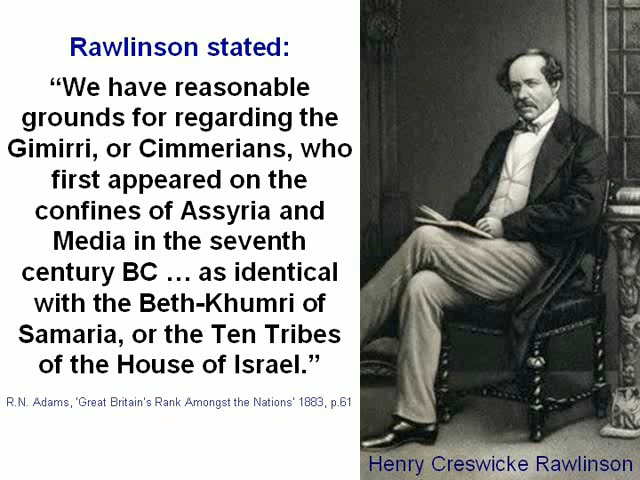 Rawlinson stated:
“We have reasonable
grounds for regarding the
Gimirri, or Cimmerians, who
first appeared on the
confines of Assyria and
Media in the seventh
century BC … as identical
with the Beth-Khumri of
Samaria, or the Ten Tribes
of the House of Israel.”
R.N. Adams, 'Great Britain's Rank Amongst the Nations' 1883, p.61
Henry Creswicke Rawlinson